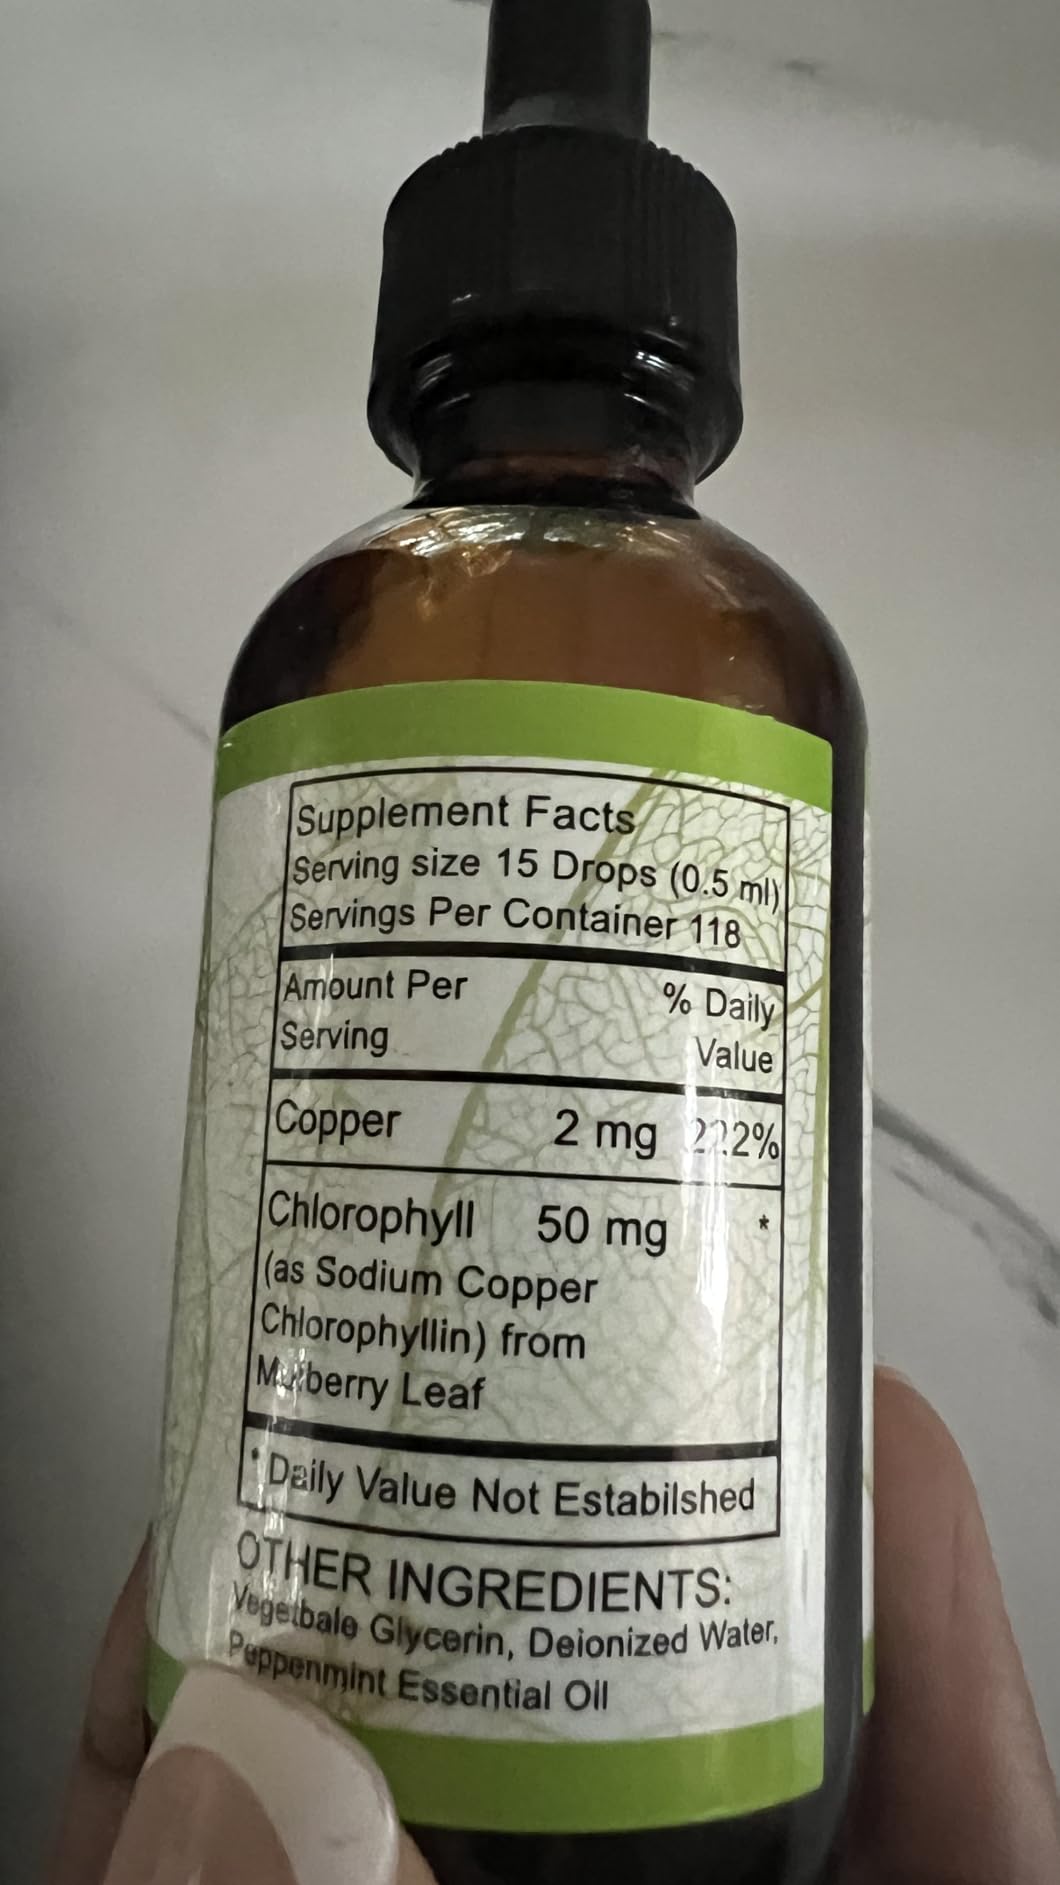 Supplement Facts
Serving size 15 Drops (0.5 ml)
Servings Per Container 118
Amount Per
Serving
% Daily
Value
Copper 2 mg 222%
Chlorophyll 50 mg *
(as Sodium Copper
Chlorophyllin) from
Mulberry Leaf
* Daily Value Not Estabilshed
OTHER INGREDIENTS:
Vegetbale Glycerin, Deionized Water,
Peppenmint Essential Oil